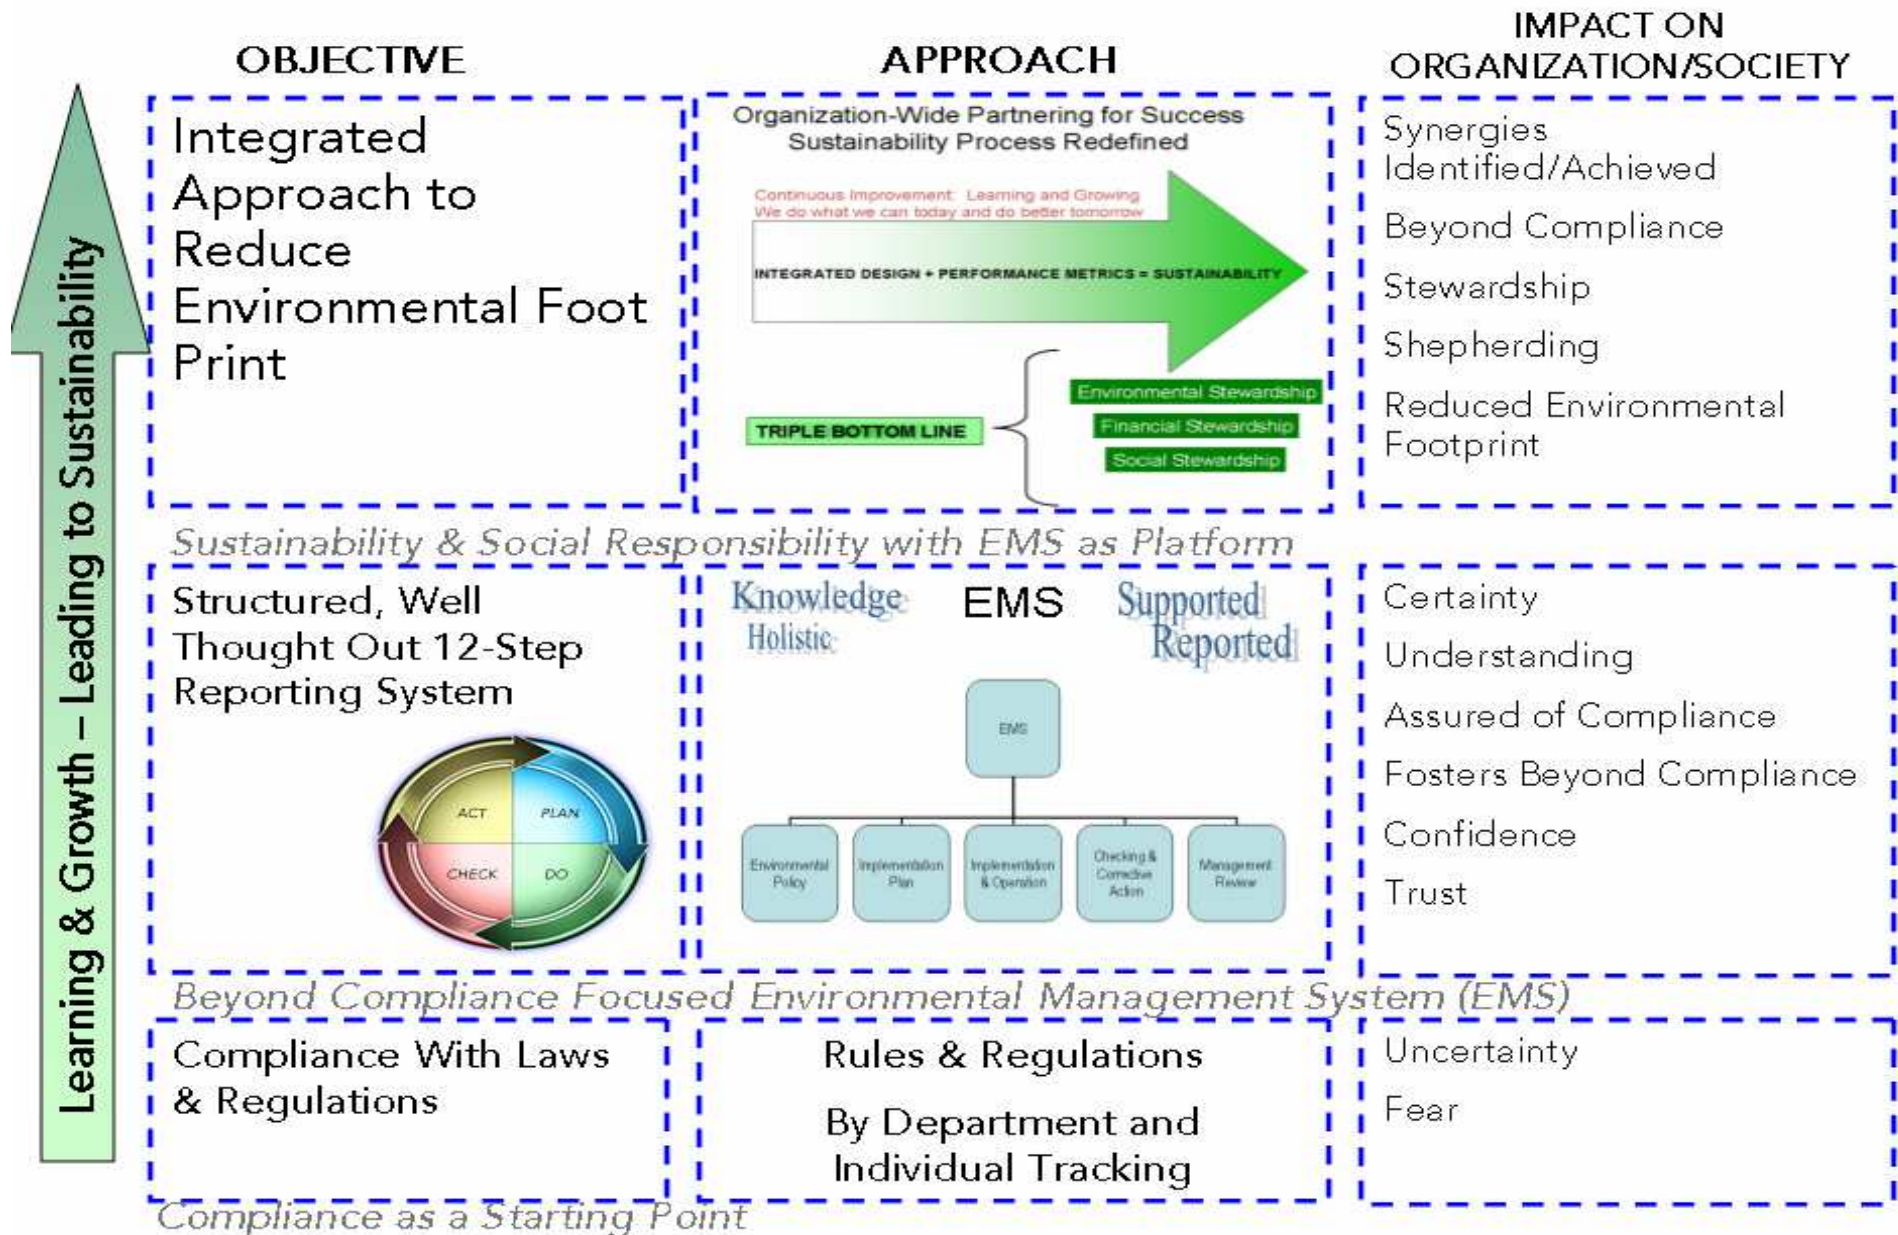 OBJECTIVE
APPROACH
IMPACT ON
ORGANIZATION/SOCIETY
Learning & Growth – Leading to Sustainability
Integrated
Approach to
Reduce
Environmental Foot
Print
Organization-Wide Partnering for Success
Sustainability Process Redefined
Continuous Improvement: Learning and Growing
We do what we can today and do better tomorrow
INTEGRATED DESIGN + PERFORMANCE METRICS = SUSTAINABILITY
TRIPLE BOTTOM LINE
Environmental Stewardship
Financial Stewardship
Social Stewardship
Synergies
Identified/Achieved
Beyond Compliance
Stewardship
Shepherding
Reduced Environmental
Footprint
Sustainability & Social Responsibility with EMS as Platform
Structured, Well
Thought Out 12-Step
Reporting System
ACT
PLAN
CHECK
DO
Knowledge
Holistic
EMS
Supported
Reported
EMS
Environmental
Policy
Implementation
Plan
Implementation
& Operation
Checking &
Corrective
Action
Management
Review
Certainty
Understanding
Assured of Compliance
Fosters Beyond Compliance
Confidence
Trust
Beyond Compliance Focused Environmental Management System (EMS)
Compliance With Laws
& Regulations
Rules & Regulations
By Department and
Individual Tracking
Uncertainty
Fear
Compliance as a Starting Point